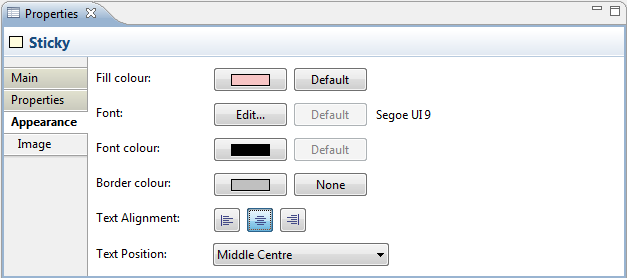 Properties
Sticky
Main
Properties
Appearance
Image
Fill colour: Default
Font: Edit... Default Segoe UI 9
Font colour: Default
Border colour: None
Text Alignment:
Text Position: Middle Centre